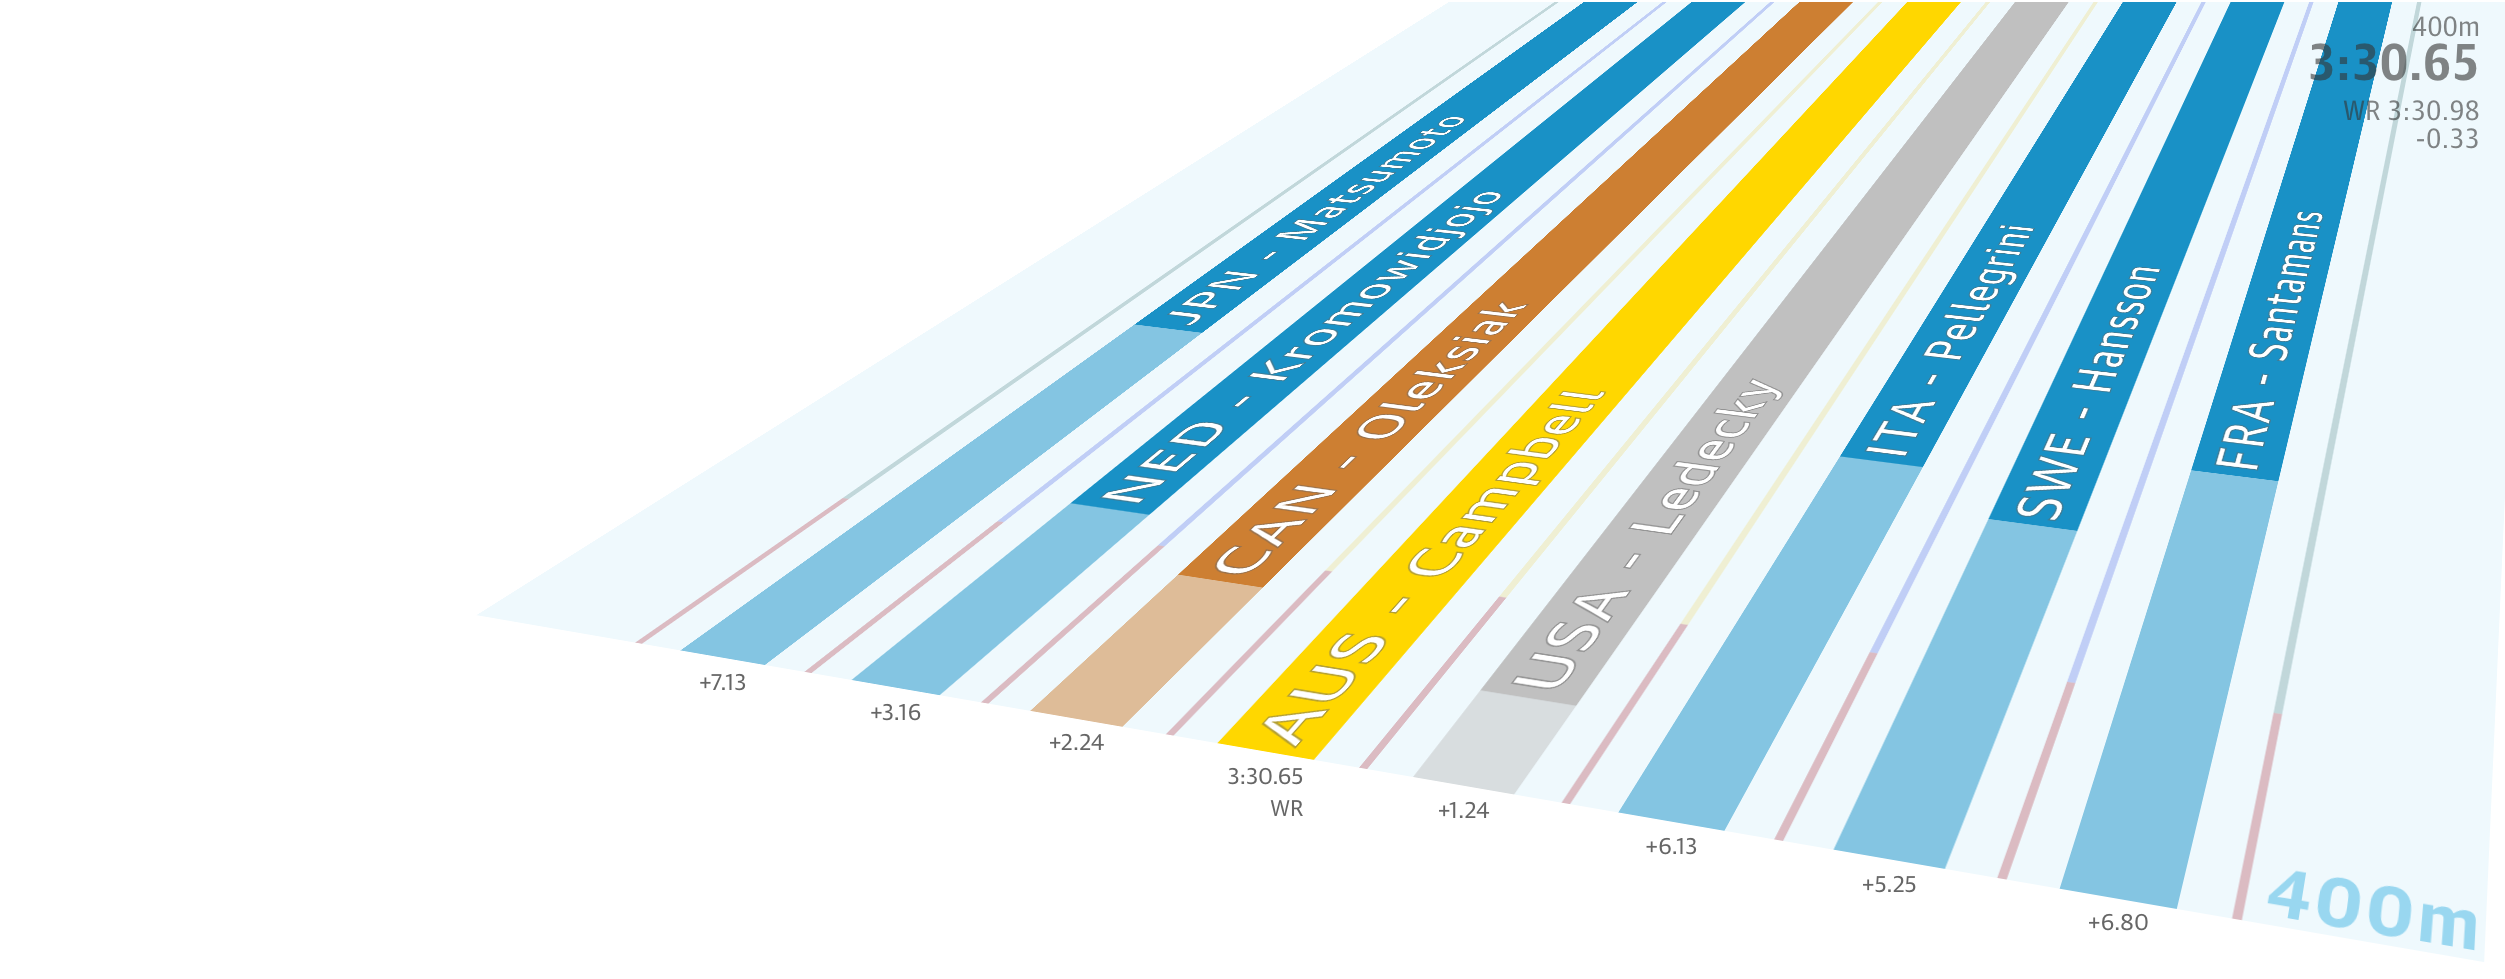 400m
3:30.65
WR 3:30.98
-0.33
JPN - Matsumoto
NED - Kromowidjojo
CAN - Oleksiak
AUS - Campbell
USA - Ledecky
ITA - Pellegrini
SWE - Hansson
FRA - Santamans
+7.13
+3.16
+2.24
3:30.65
WR
+1.24
+6.13
+5.25
+6.80
400m